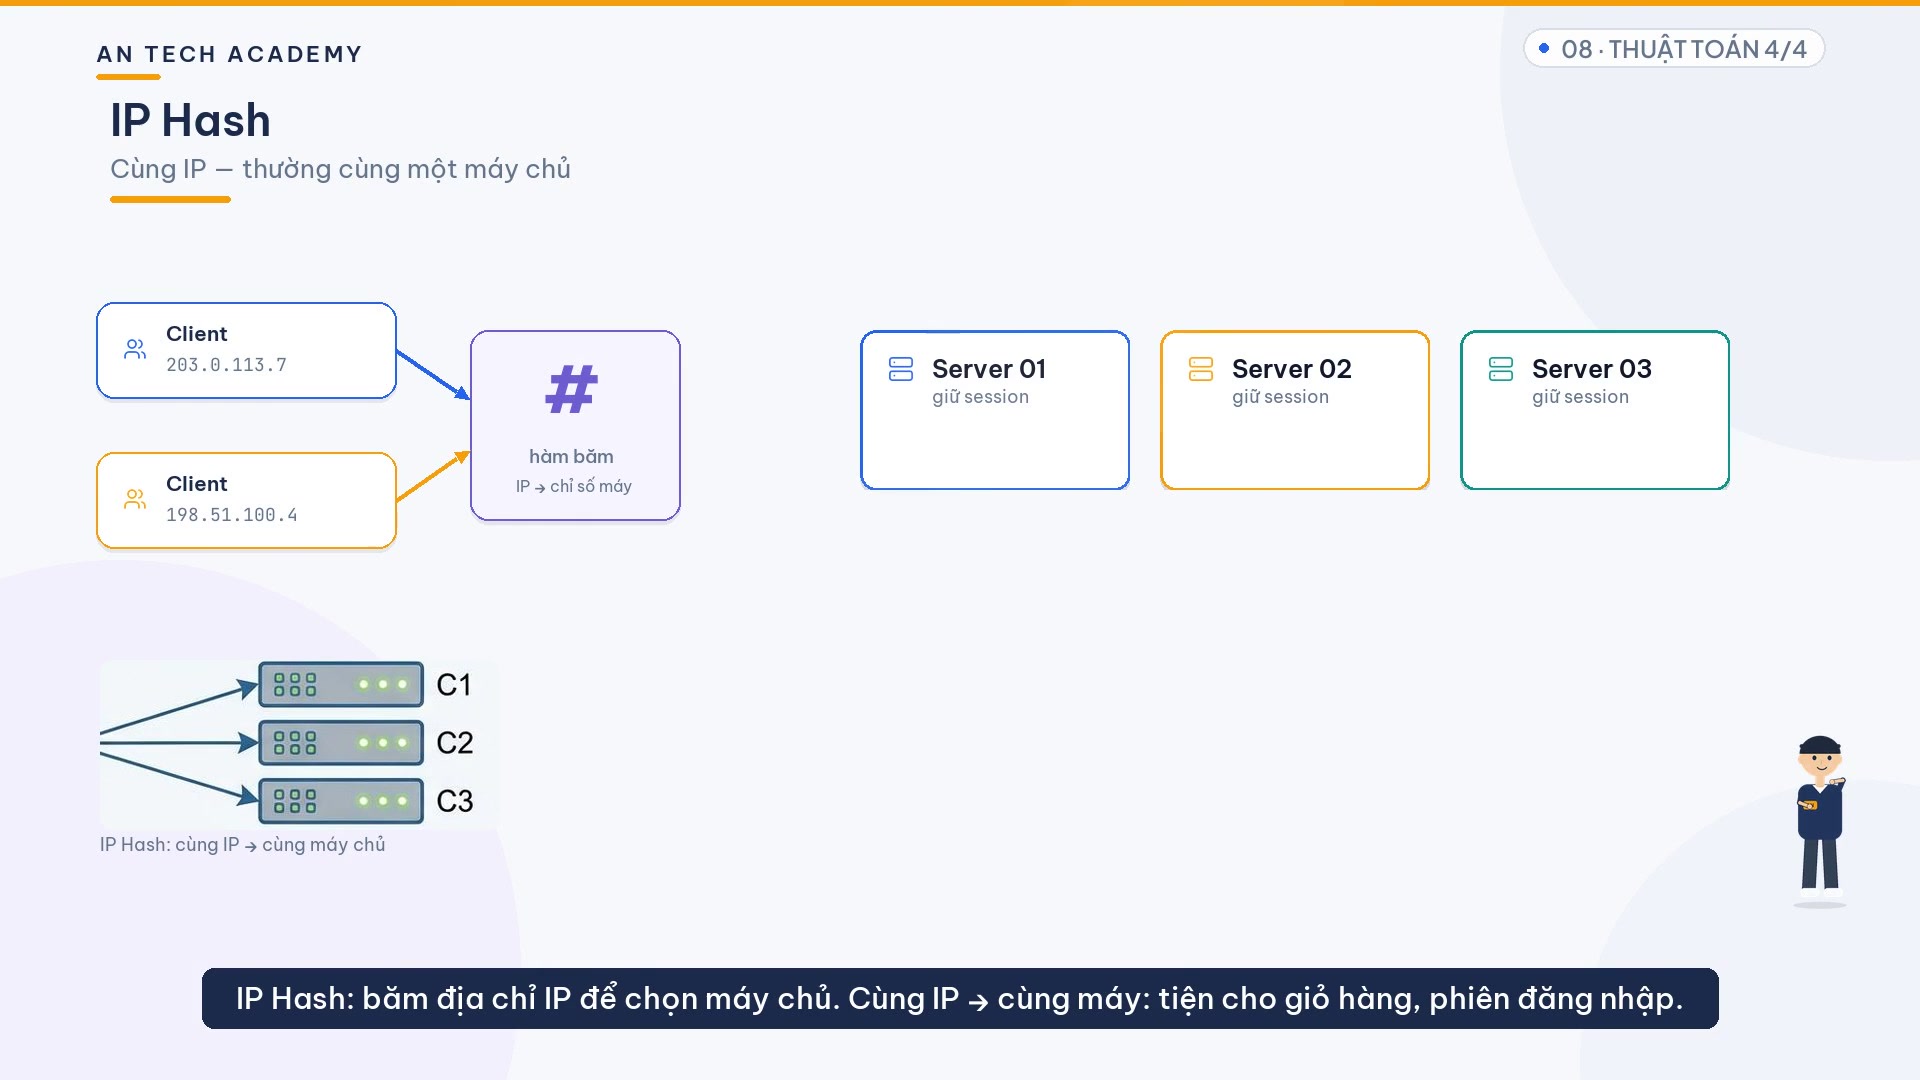 AN TECH ACADEMY
08 · THUẬT TOÁN 4/4
IP Hash
Cùng IP — thường cùng một máy chủ
Client
203.0.113.7
Client
198.51.100.4
#
hàm băm
IP → chỉ số máy
Server 01
giữ session
Server 02
giữ session
Server 03
giữ session
C1
C2
C3
IP Hash: cùng IP → cùng máy chủ
IP Hash: băm địa chỉ IP để chọn máy chủ. Cùng IP → cùng máy: tiện cho giỏ hàng, phiên đăng nhập.